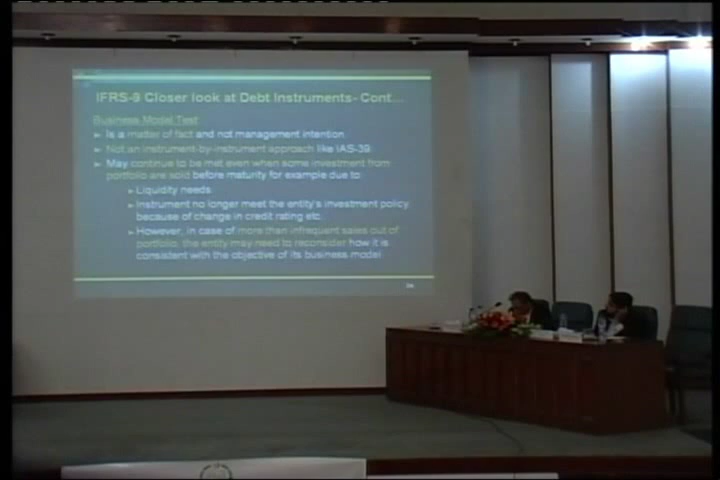 IFRS-9 Closer look at Debt Instruments- Cont…
Business Model Test
► Is a matter of fact and not management intention
► Not an instrument-by-instrument approach like IAS-39.
► May continue to be met even when some investment from
portfolio are sold before maturity for example due to:
► Liquidity needs
► Instrument no longer meet the entity's investment policy
because of change in credit rating etc.
► However, in case of more than infrequent sales out of
portfolio, the entity may need to reconsider how it is
consistent with the objective of its business model